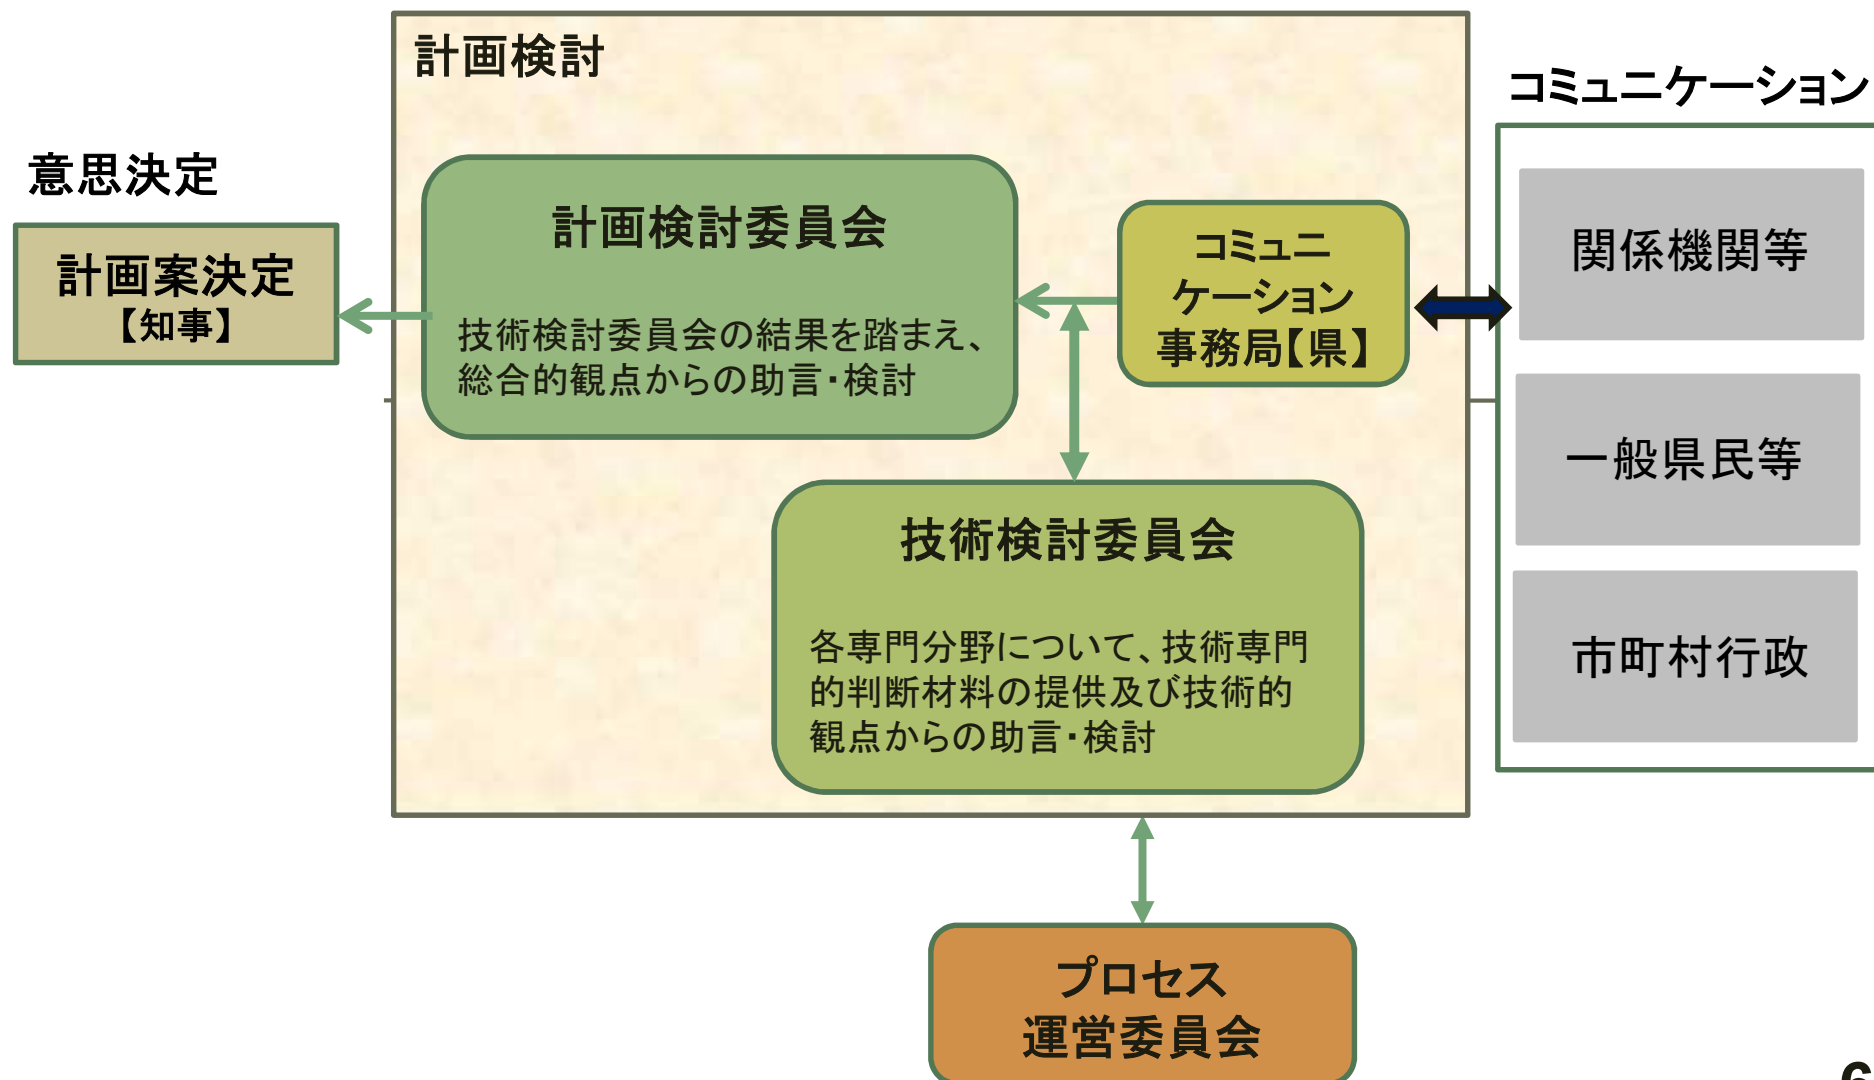 計画検討
コミュニケーション
意思決定
計画案決定
【知事】
計画検討委員会
技術検討委員会の結果を踏まえ、
総合的観点からの助言・検討
コミュニ
ケーション
事務局【県】
関係機関等
一般県民等
市町村行政
技術検討委員会
各専門分野について、技術専門
的判断材料の提供及び技術的
観点からの助言・検討
プロセス
運営委員会
6